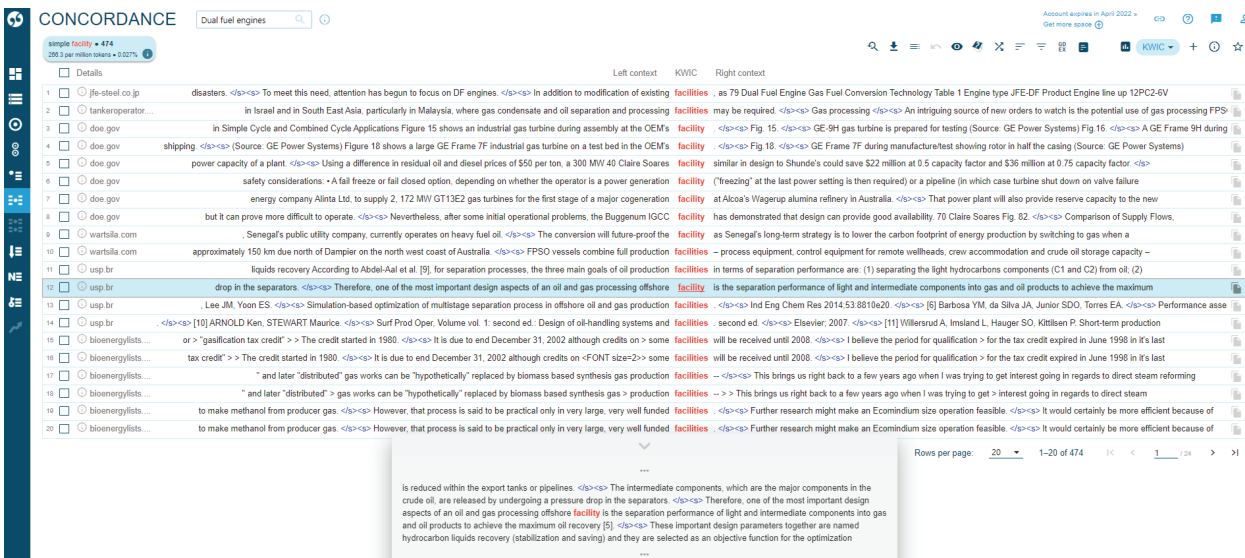 CONCORDANCE Dual fuel engines
Account expires in April 2022 »
Get more space
simple facility • 474
266.3 per million tokens • 0.027%
KWIC
Details Left context KWIC Right context
1 jfe-steel.co.jp disasters. </s><s> To meet this need, attention has begun to focus on DF engines. </s><s> In addition to modification of existing facilities , as 79 Dual Fuel Engine Gas Fuel Conversion Technology Table 1 Engine type JFE-DF Product Engine line up 12PC2-6V
2 tankeroperator.... in Israel and in South East Asia, particularly in Malaysia, where gas condensate and oil separation and processing facilities may be required. </s><s> Gas processing </s><s> An intriguing source of new orders to watch is the potential use of gas processing FPS
3 doe.gov in Simple Cycle and Combined Cycle Applications Figure 15 shows an industrial gas turbine during assembly at the OEM's facility . </s><s> Fig. 15. </s><s> GE-9H gas turbine is prepared for testing (Source: GE Power Systems) Fig.16. </s><s> A GE Frame 9H during
4 doe.gov shipping. </s><s> (Source: GE Power Systems) Figure 18 shows a large GE Frame 7F industrial gas turbine on a test bed in the OEM's facility . </s><s> Fig.18. </s><s> GE Frame 7F during manufacture/test showing rotor in half the casing (Source: GE Power Systems)
5 doe.gov power capacity of a plant. </s><s> Using a difference in residual oil and diesel prices of $50 per ton, a 300 MW 40 Claire Soares facility similar in design to Shunde's could save $22 million at 0.5 capacity factor and $36 million at 0.75 capacity factor. </s>
6 doe.gov safety considerations: • A fail freeze or fail closed option, depending on whether the operator is a power generation facility ("freezing" at the last power setting is then required) or a pipeline (in which case turbine shut down on valve failure
7 doe.gov energy company Alinta Ltd, to supply 2, 172 MW GT13E2 gas turbines for the first stage of a major cogeneration facility at Alcoa's Wagerup alumina refinery in Australia. </s><s> That power plant will also provide reserve capacity to the new
8 doe.gov but it can prove more difficult to operate. </s><s> Nevertheless, after some initial operational problems, the Buggenum IGCC facility has demonstrated that design can provide good availability. 70 Claire Soares Fig. 82. </s><s> Comparison of Supply Flows,
9 wartsila.com , Senegal's public utility company, currently operates on heavy fuel oil. </s><s> The conversion will future-proof the facility as Senegal's long-term strategy is to lower the carbon footprint of energy production by switching to gas when a
10 wartsila.com approximately 150 km due north of Dampier on the north west coast of Australia. </s><s> FPSO vessels combine full production facilities – process equipment, control equipment for remote wellheads, crew accommodation and crude oil storage capacity –
11 usp.br liquids recovery According to Abdel-Aal et al. [9], for separation processes, the three main goals of oil production facilities in terms of separation performance are: (1) separating the light hydrocarbons components (C1 and C2) from oil; (2)
12 usp.br drop in the separators. </s><s> Therefore, one of the most important design aspects of an oil and gas processing offshore facility is the separation performance of light and intermediate components into gas and oil products to achieve the maximum
13 usp.br , Lee JM, Yoon ES. </s><s> Simulation-based optimization of multistage separation process in offshore oil and gas production facilities . </s><s> Ind Eng Chem Res 2014;53:8810e20. </s><s> [6] Barbosa YM, da Silva JA, Junior SDO, Torres EA. </s><s> Performance asse
14 usp.br . </s><s> [10] ARNOLD Ken, STEWART Maurice. </s><s> Surf Prod Oper, Volume vol. 1: second ed.: Design of oil-handling systems and facilities . second ed. </s><s> Elsevier; 2007. </s><s> [11] Willersrud A, Imsland L, Hauger SO, Kittilsen P. Short-term production
15 bioenergylists.... or > "gasification tax credit" > > The credit started in 1980. </s><s> It is due to end December 31, 2002 although credits on > some facilities will be received until 2008. </s><s> I believe the period for qualification > for the tax credit expired in June 1998 in it's last
16 bioenergylists.... tax credit" > > The credit started in 1980. </s><s> It is due to end December 31, 2002 although credits on <FONT size=2>> some facilities will be received until 2008. </s><s> I believe the period for qualification > for the tax credit expired in June 1998 in it's last
17 bioenergylists.... " and later "distributed" gas works can be "hypothetically" replaced by biomass based synthesis gas production facilities -- </s><s> This brings us right back to a few years ago when I was trying to get interest going in regards to direct steam reforming
18 bioenergylists.... " and later "distributed" > gas works can be "hypothetically" replaced by biomass based synthesis gas > production facilities -- > > This brings us right back to a few years ago when I was trying to get > interest going in regards to direct steam
19 bioenergylists.... to make methanol from producer gas. </s><s> However, that process is said to be practical only in very large, very well funded facilities . </s><s> Further research might make an Ecomindium size operation feasible. </s><s> It would certainly be more efficient because of
20 bioenergylists.... to make methanol from producer gas. </s><s> However, that process is said to be practical only in very large, very well funded facilities . </s><s> Further research might make an Ecomindium size operation feasible. </s><s> It would certainly be more efficient because of
Rows per page: 20 1–20 of 474 1 / 24
...
is reduced within the export tanks or pipelines. </s><s> The intermediate components, which are the major components in the
crude oil, are released by undergoing a pressure drop in the separators. </s><s> Therefore, one of the most important design
aspects of an oil and gas processing offshore facility is the separation performance of light and intermediate components into gas
and oil products to achieve the maximum oil recovery [5]. </s><s> These important design parameters together are named
hydrocarbon liquids recovery (stabilization and saving) and they are selected as an objective function for the optimization
...